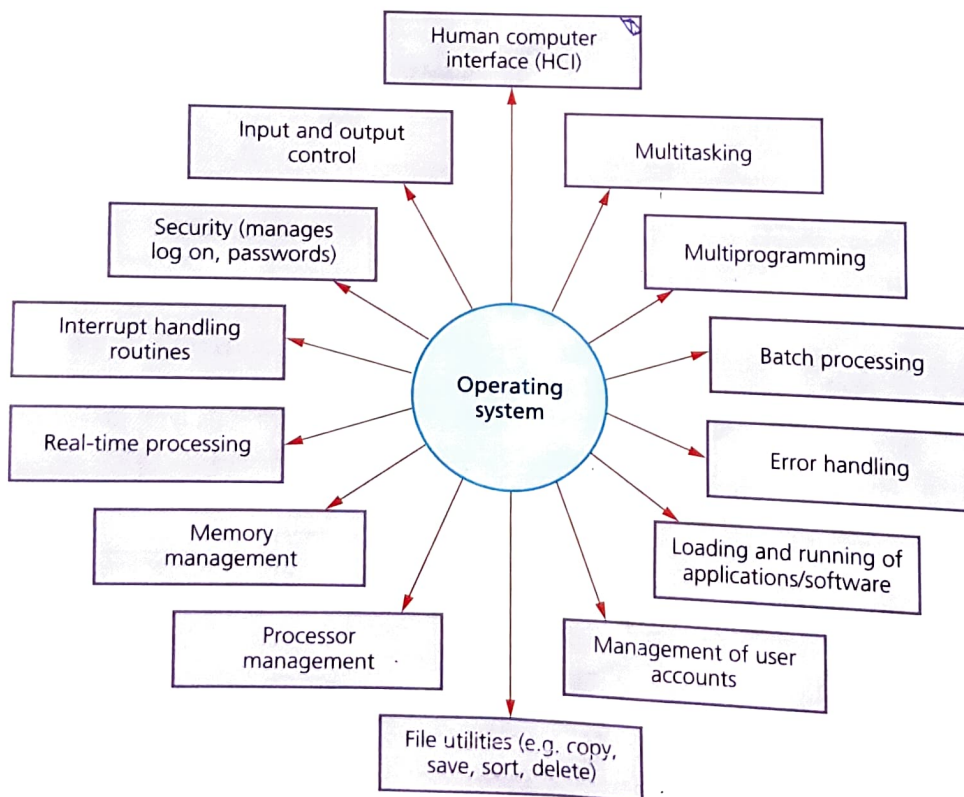 Human computer
interface (HCI)
Input and output
control
Multitasking
Security (manages
log on, passwords)
Multiprogramming
Interrupt handling
routines
Batch processing
Operating
system
Real-time processing
Error handling
Memory
management
Loading and running of
applications/software
Processor
management
Management of user
accounts
File utilities (e.g. copy,
save, sort, delete)